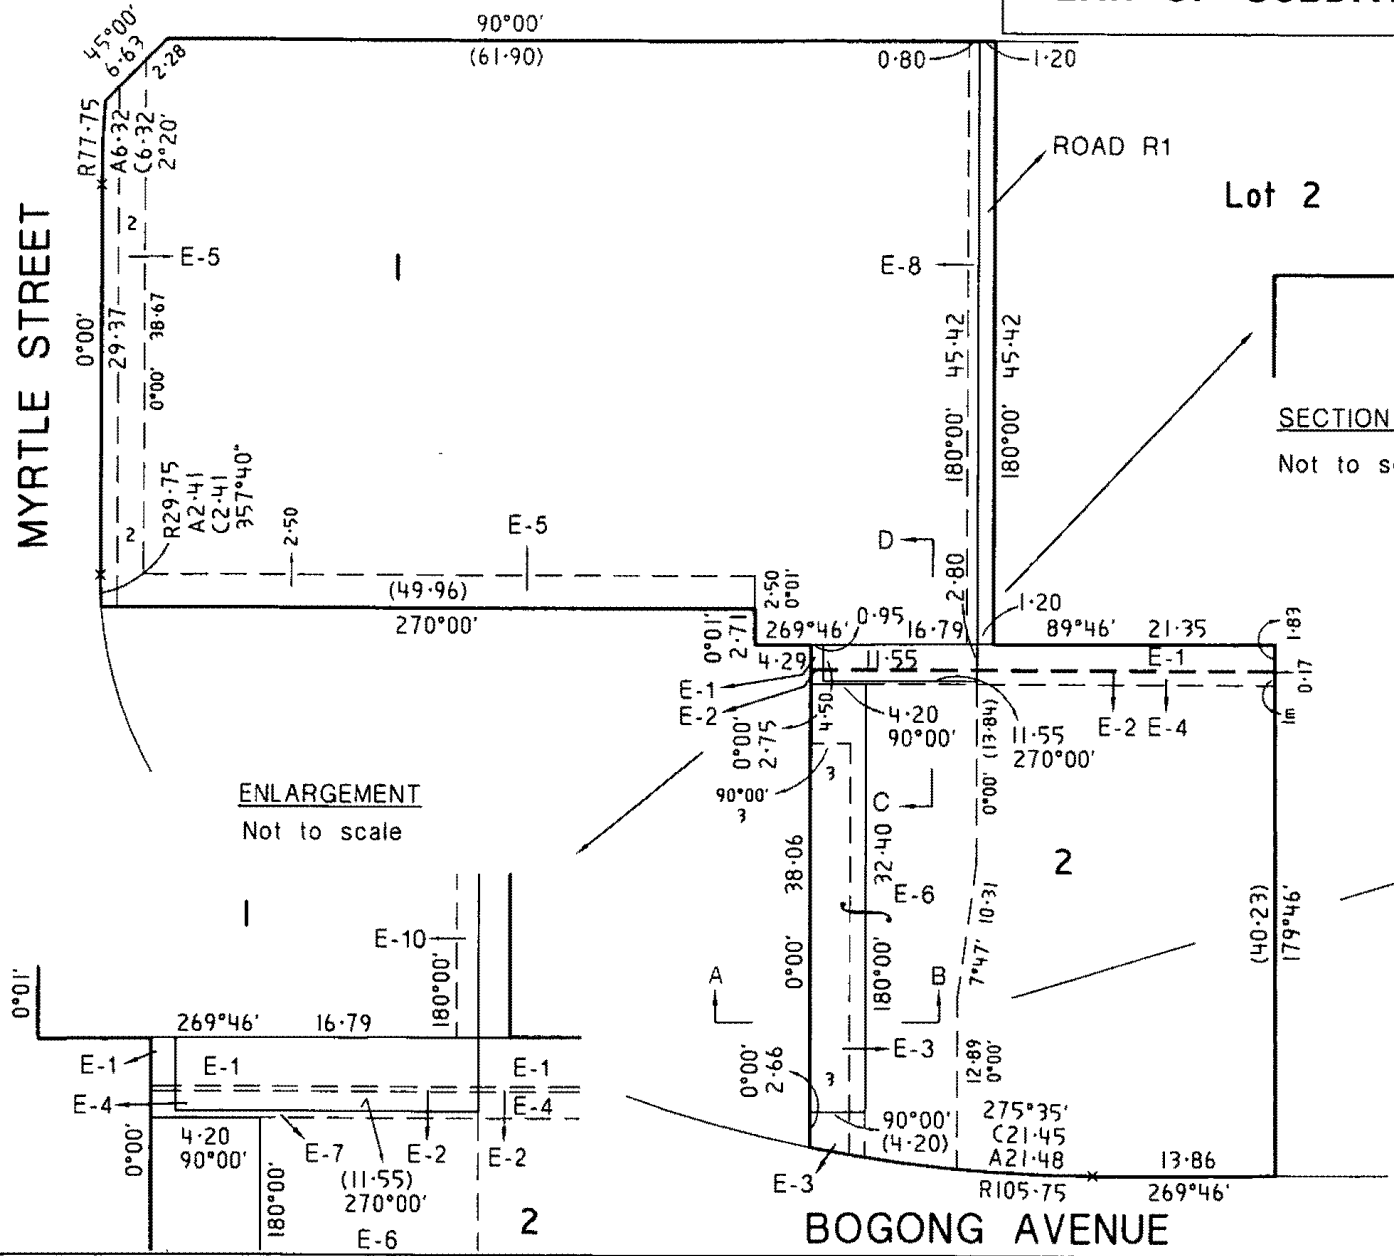 90°00'
(61·90)
45°00'
6·63
2·28
0·80
1·20
R77·75
A6·32
C6·32
2°20'
ROAD R1
Lot 2
MYRTLE STREET
2
E-5
1
E-8
0°00'
29·37
0°00' 38·67
180°00' 45·42
180°00' 45·42
SECTION
Not to
R29·75
A2·41
C2·41
357°40"
2
2·50
E-5
D
(49·96)
270°00'
2·50
0°01'
2·80
1·20
0°01'
2·71
269°46'
0·95
16·79
89°46'
21·35
1·83
4·29
11·55
E-1
E-1
E-2
0·17
1m
4·50
4·20
90°00'
11·55
270°00'
E-2
E-4
0°00'
2·75
0°00' (13·84)
90°00'
3
3
C
ENLARGEMENT
Not to scale
38·06
0°00'
32·40
180°00'
E-6
2
7°47' 10·31
(40·23)
179°46'
A
B
1
E-10
180°00'
0°01'
269°46'
16·79
E-1
E-1
E-1
E-4
E-4
0°00'
4·20
90°00'
E-7
E-2
E-2
(11·55)
270°00'
180°00'
E-6
2
E-3
0°00'
2·66
3
12·89
0°00'
90°00'
(4·20)
275°35'
C21·45
A21·48
R105·75
13·86
269°46'
E-3
BOGONG AVENUE